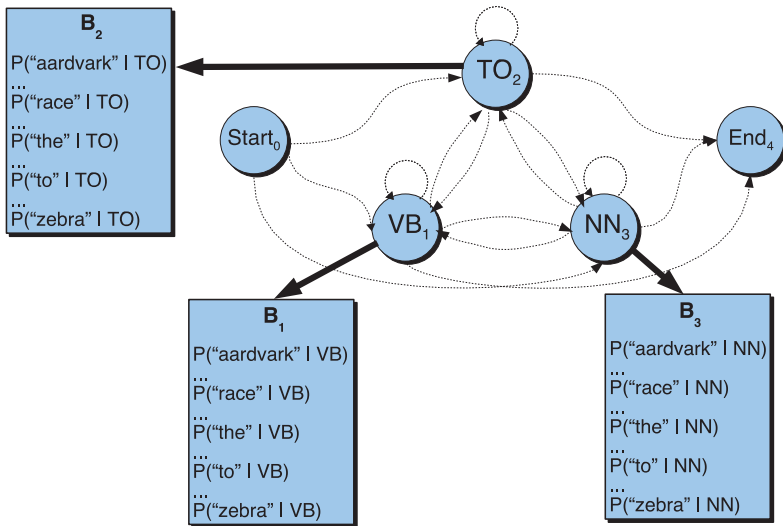 B2
P(“aardvark” | TO)
...
P(“race” | TO)
...
P(“the” | TO)
...
P(“to” | TO)
...
P(“zebra” | TO)
TO2
Start0
End4
VB1
NN3
B1
P(“aardvark” | VB)
...
P(“race” | VB)
...
P(“the” | VB)
...
P(“to” | VB)
...
P(“zebra” | VB)
B3
P(“aardvark” | NN)
...
P(“race” | NN)
...
P(“the” | NN)
...
P(“to” | NN)
...
P(“zebra” | NN)